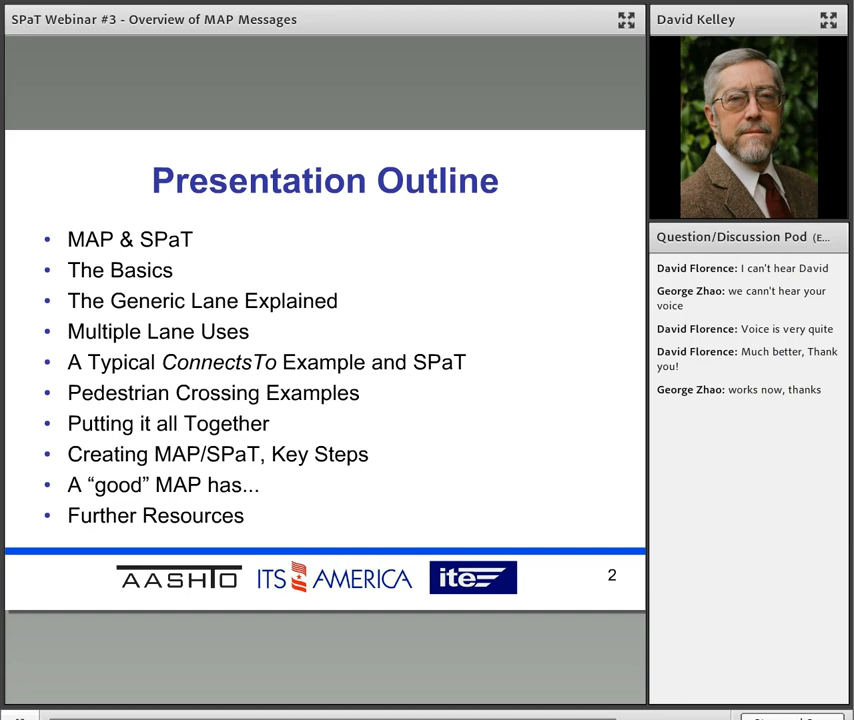 SPaT Webinar #3 - Overview of MAP Messages
Presentation Outline
• MAP & SPaT
• The Basics
• The Generic Lane Explained
• Multiple Lane Uses
• A Typical ConnectsTo Example and SPaT
• Pedestrian Crossing Examples
• Putting it all Together
• Creating MAP/SPaT, Key Steps
• A “good” MAP has...
• Further Resources
AASHTO ITS AMERICA ite 2
David Kelley
Question/Discussion Pod (E...
David Florence: I can't hear David
George Zhao: we cann't hear your
voice
David Florence: Voice is very quite
David Florence: Much better, Thank
you!
George Zhao: works now, thanks